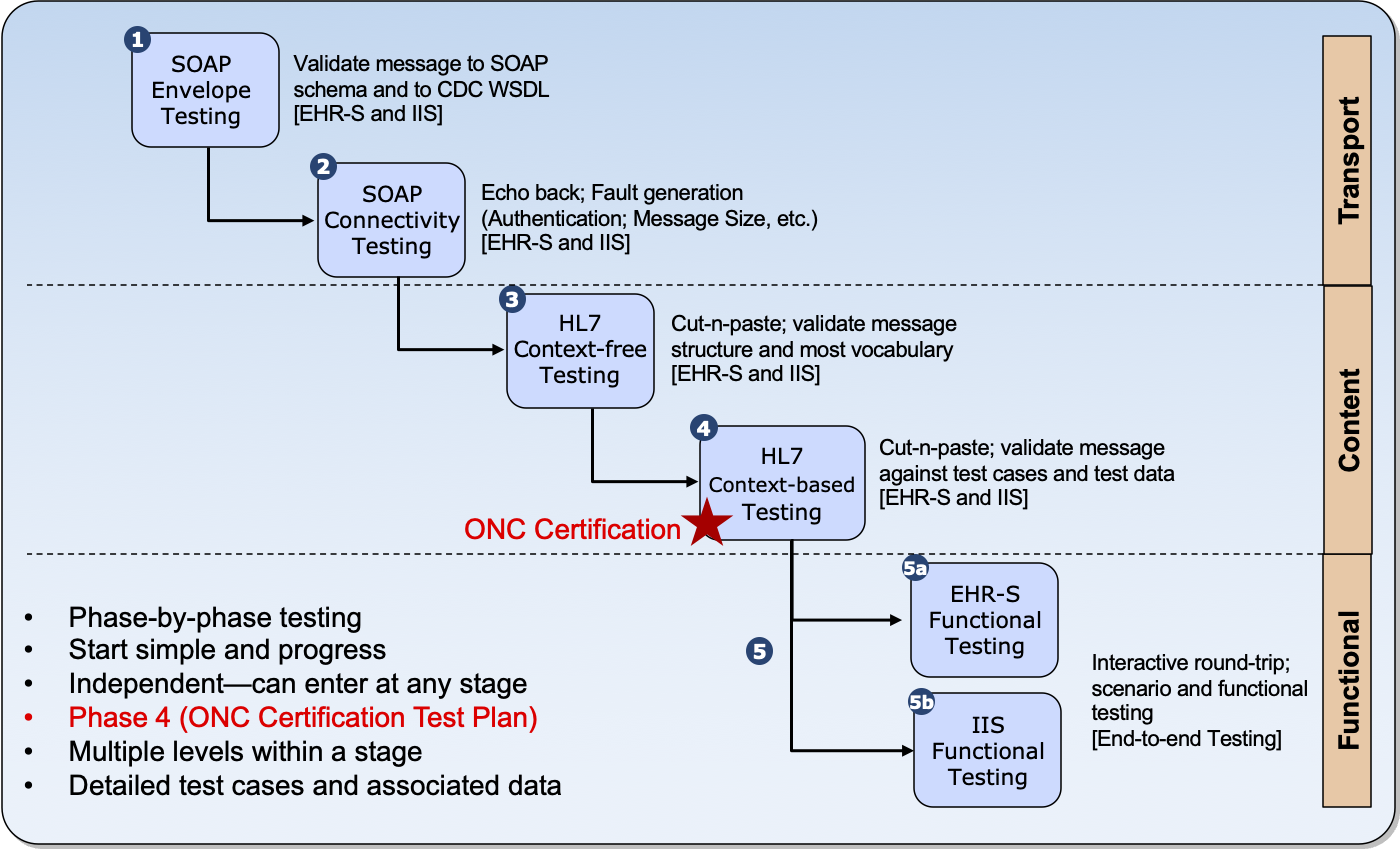 1
SOAP
Envelope
Testing
Validate message to SOAP
schema and to CDC WSDL
[EHR-S and IIS]
2
SOAP
Connectivity
Testing
Echo back; Fault generation
(Authentication; Message Size, etc.)
[EHR-S and IIS]
Transport
3
HL7
Context-free
Testing
Cut-n-paste; validate message
structure and most vocabulary
[EHR-S and IIS]
4
HL7
Context-based
Testing
Cut-n-paste; validate message
against test cases and test data
[EHR-S and IIS]
ONC Certification
Content
• Phase-by-phase testing
• Start simple and progress
• Independent—can enter at any stage
• Phase 4 (ONC Certification Test Plan)
• Multiple levels within a stage
• Detailed test cases and associated data
5
5a
EHR-S
Functional
Testing
5b
IIS
Functional
Testing
Interactive round-trip;
scenario and functional
testing
[End-to-end Testing]
Functional